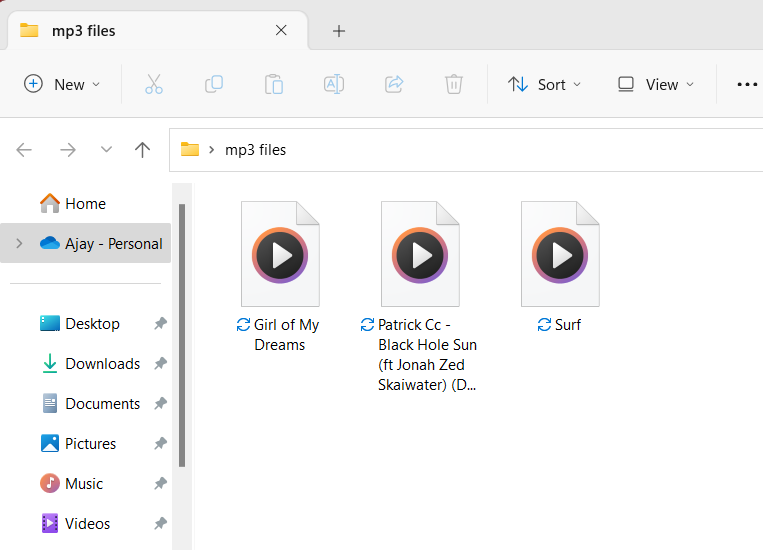 mp3 files
New
Sort
View
mp3 files
Home
Ajay - Personal
Desktop
Downloads
Documents
Pictures
Music
Videos
Girl of My
Dreams
Patrick Cc -
Black Hole Sun
(ft Jonah Zed
Skaiwater) (D...
Surf